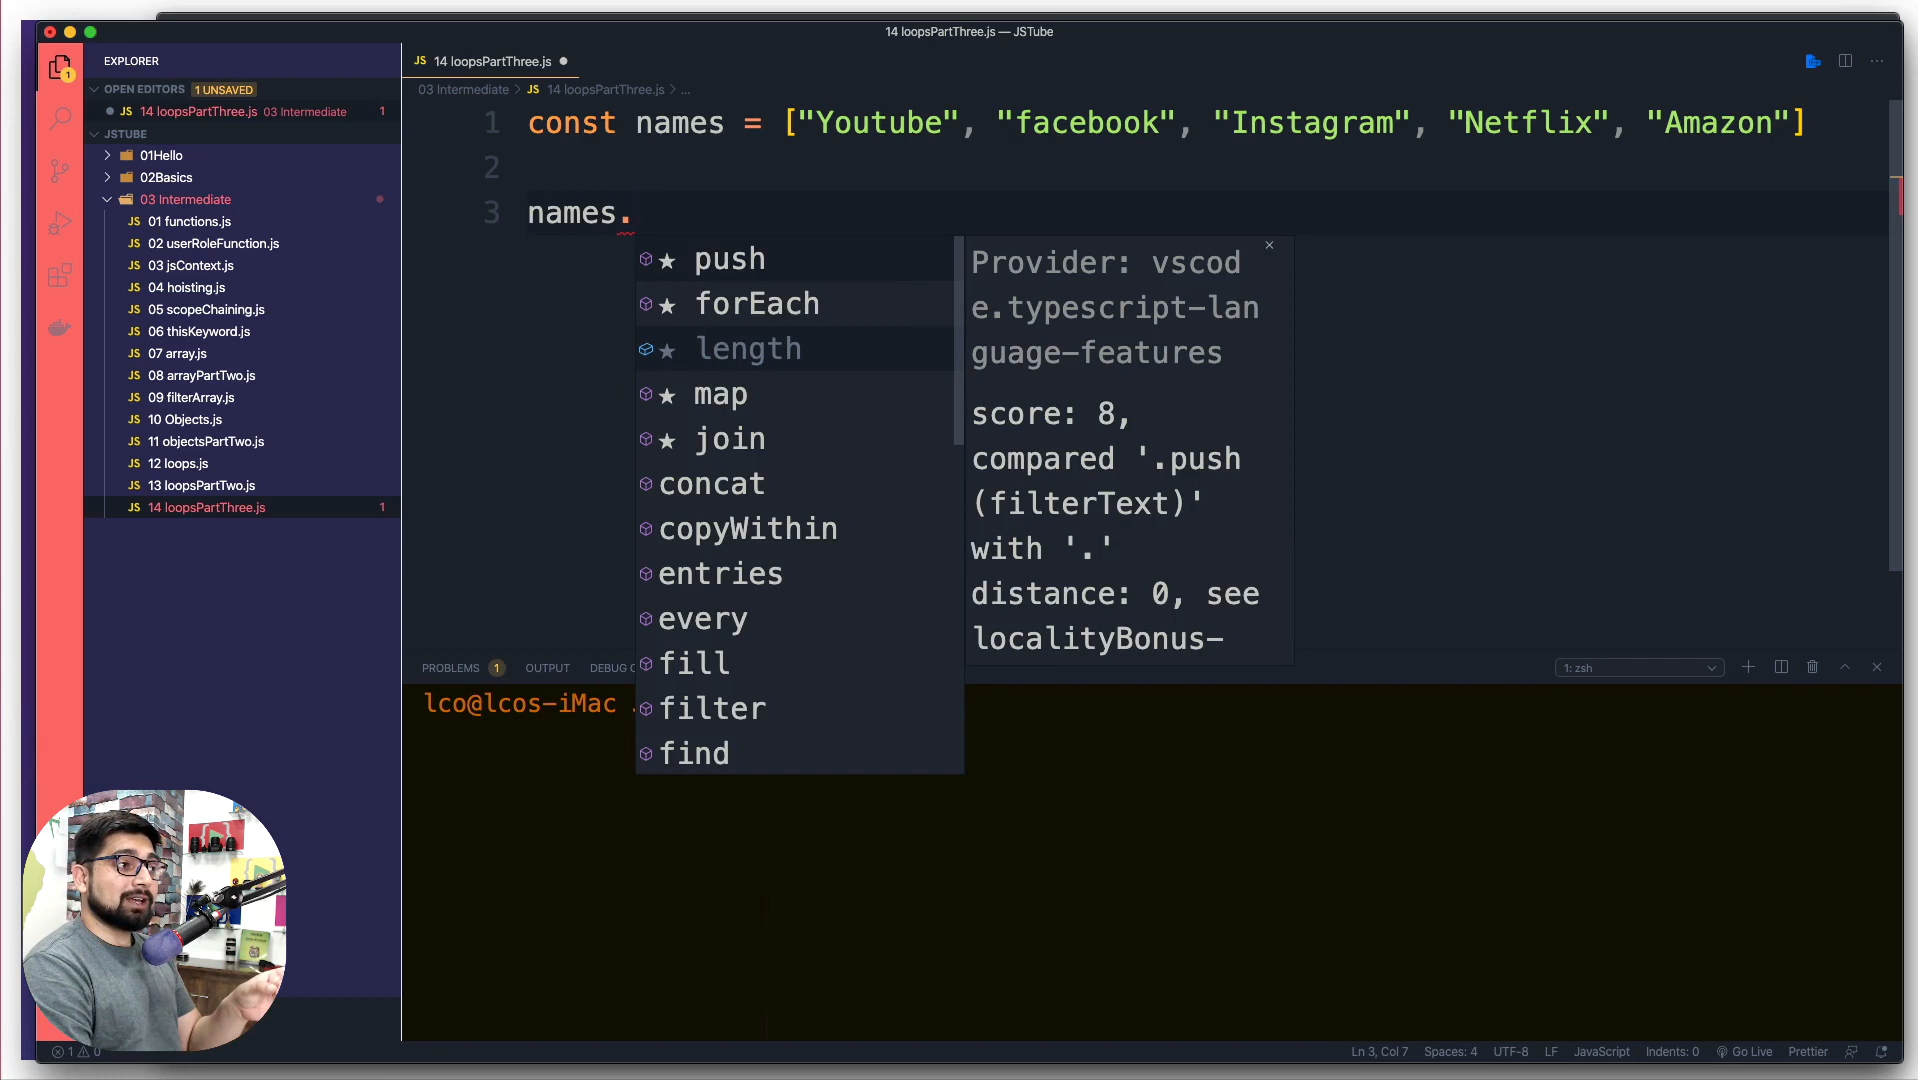 14 loopsPartThree.js — JSTube
EXPLORER
OPEN EDITORS 1 UNSAVED
JS 14 loopsPartThree.js 03 Intermediate 1
JSTUBE
01Hello
02Basics
03 Intermediate
JS 01 functions.js
JS 02 userRoleFunction.js
JS 03 jsContext.js
JS 04 hoisting.js
JS 05 scopeChaining.js
JS 06 thisKeyword.js
JS 07 array.js
JS 08 arrayPartTwo.js
JS 09 filterArray.js
JS 10 Objects.js
JS 11 objectsPartTwo.js
JS 12 loops.js
JS 13 loopsPartTwo.js
JS 14 loopsPartThree.js 1
1
JS 14 loopsPartThree.js
03 Intermediate > JS 14 loopsPartThree.js > ...
1 const names = ["Youtube", "facebook", "Instagram", "Netflix", "Amazon"]
2
3 names.
★ push
★ forEach
★ length
★ map
★ join
concat
copyWithin
entries
every
fill
filter
find
Provider: vscod
e.typescript-lan
guage-features
score: 8,
compared '.push
(filterText)'
with '.'
distance: 0, see
localityBonus-
PROBLEMS 1 OUTPUT DEBUG C
1: zsh
lco@lcos-iMac
1 0
Ln 3, Col 7 Spaces: 4 UTF-8 LF JavaScript Indents: 0 Go Live Prettier